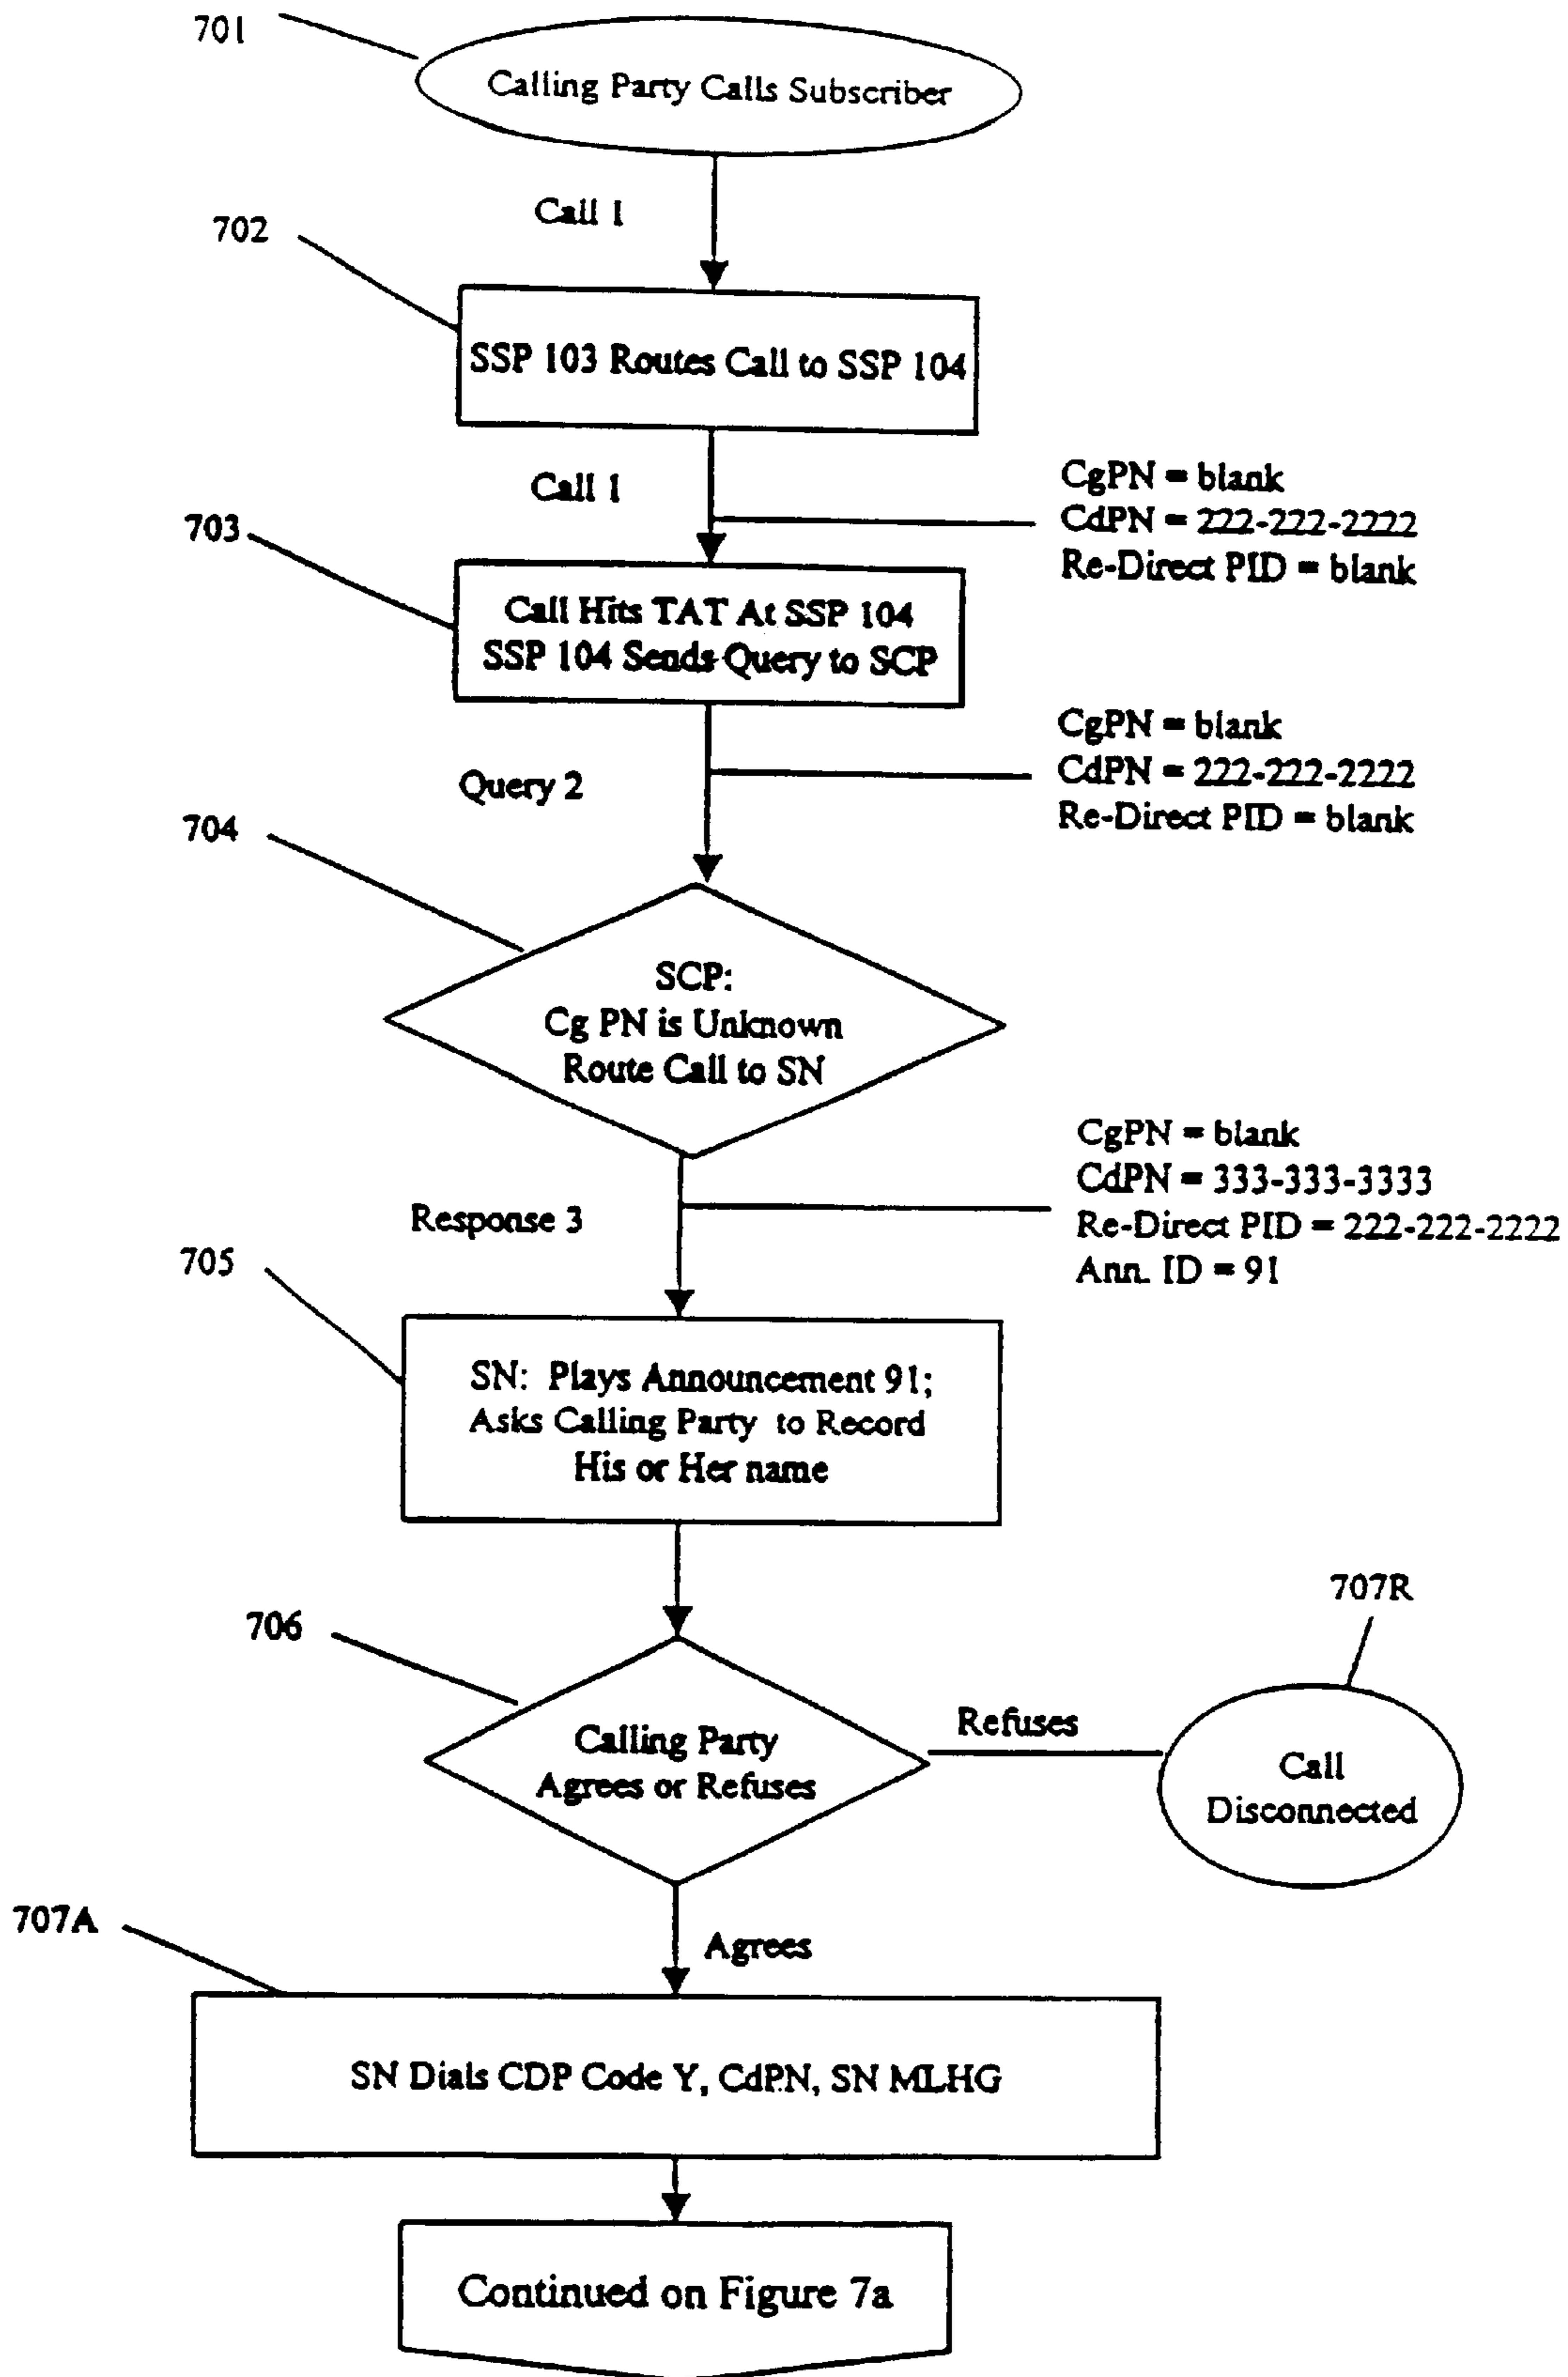 701
Calling Party Calls Subscriber
Call 1
702
SSP 103 Routes Call to SSP 104
Call 1
CgPN = blank
CdPN = 222-222-2222
Re-Direct PID = blank
703
Call Hits TAT At SSP 104
SSP 104 Sends Query to SCP
Query 2
CgPN = blank
CdPN = 222-222-2222
Re-Direct PID = blank
704
SCP:
Cg PN is Unknown
Route Call to SN
Response 3
CgPN = blank
CdPN = 333-333-3333
Re-Direct PID = 222-222-2222
Ann. ID = 91
705
SN: Plays Announcement 91;
Asks Calling Party to Record
His or Her name
706
Calling Party
Agrees or Refuses
Refuses
707R
Call
Disconnected
707A
Agrees
SN Dials CDP Code Y, CdPN, SN MLHG
Continued on Figure 7a